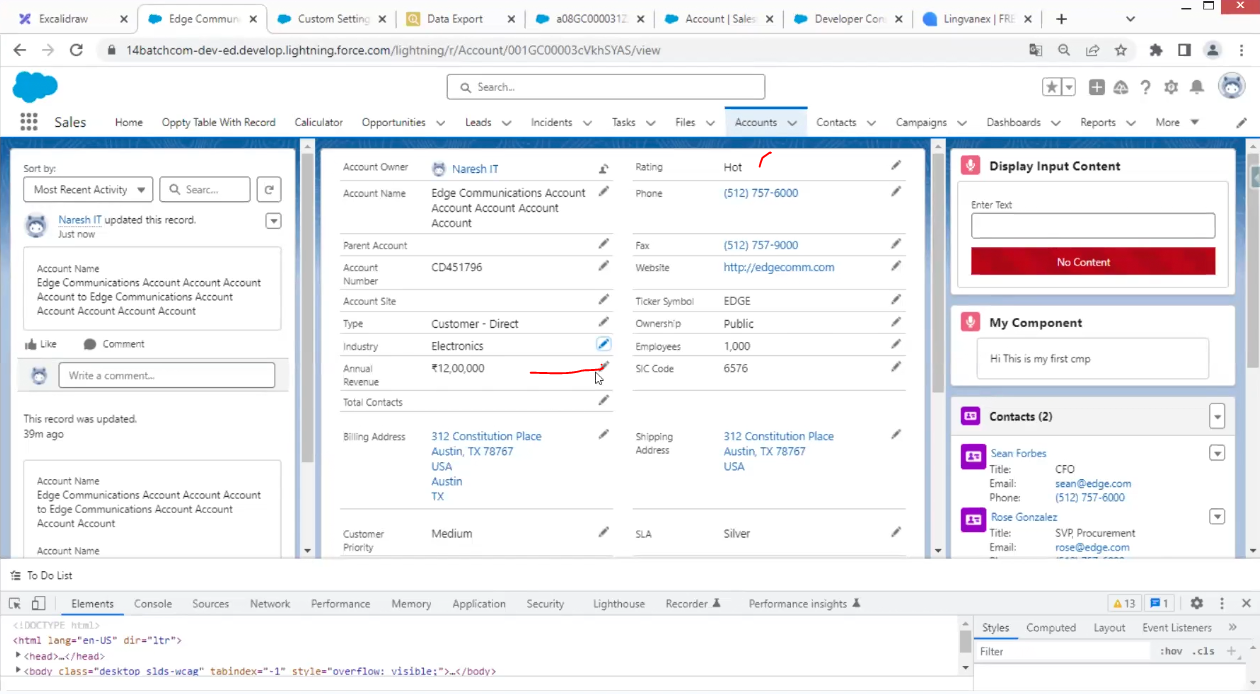 Excalidraw
Edge Commun
Custom Setting
Data Export
a08GC000031Z
Account | Sales
Developer Con
Lingvanex | FRE
14batchcom-dev-ed.develop.lightning.force.com/lightning/r/Account/001GC00003cVkhSYAS/view
Search...
Sales
Home
Oppty Table With Record
Calculator
Opportunities
Leads
Incidents
Tasks
Files
Accounts
Contacts
Campaigns
Dashboards
Reports
More
Sort by:
Most Recent Activity
Searc...
Naresh IT updated this record.
Just now
Account Name
Edge Communications Account Account Account
Account to Edge Communications Account
Account Account Account Account
Like
Comment
Write a comment...
This record was updated.
39m ago
Account Name
Edge Communications Account Account Account
to Edge Communications Account Account
Account Account
Account Name
Account Owner
Naresh IT
Account Name
Edge Communications Account
Account Account Account
Account
Parent Account
Account
Number
CD451796
Account Site
Type
Customer - Direct
Industry
Electronics
Annual
Revenue
₹12,00,000
Total Contacts
Billing Address
312 Constitution Place
Austin, TX 78767
USA
Austin
TX
Customer
Priority
Medium
Rating
Hot
Phone
(512) 757-6000
Fax
(512) 757-9000
Website
http://edgecomm.com
Ticker Symbol
EDGE
Ownership
Public
Employees
1,000
SIC Code
6576
Shipping
Address
312 Constitution Place
Austin, TX 78767
USA
SLA
Silver
Display Input Content
Enter Text
No Content
My Component
Hi This is my first cmp
Contacts (2)
Sean Forbes
Title: CFO
Email: sean@edge.com
Phone: (512) 757-6000
Rose Gonzalez
Title: SVP, Procurement
Email: rose@edge.com
To Do List
Elements
Console
Sources
Network
Performance
Memory
Application
Security
Lighthouse
Recorder
Performance insights
13
1
<!DOCTYPE html>
<html lang="en-US" dir="ltr">
<head>…</head>
<body class="desktop slds-wcag" tabindex="-1" style="overflow: visible;">…</body>
Styles
Computed
Layout
Event Listeners
Filter
:hov
.cls